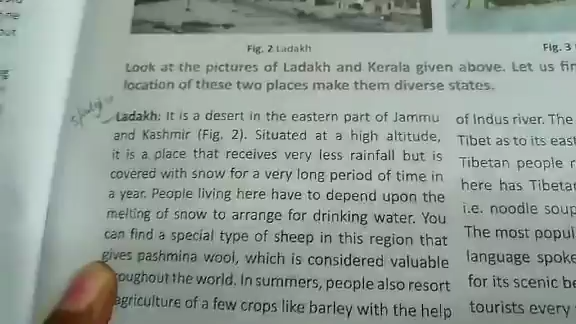 Fig. 2 Ladakh
Fig. 3
Look at the pictures of Ladakh and Kerala given above. Let us
location of these two places make them diverse states.
Ladakh: It is a desert in the eastern part of Jammu
and Kashmir (Fig. 2). Situated at a high altitude,
it is a place that receives very less rainfall but is
covered with snow for a very long period of time in
a year. People living here have to depend upon the
melting of snow to arrange for drinking water. You
can find a special type of sheep in this region that
gives pashmina wool, which is considered valuable
throughout the world. In summers, people also resort
agriculture of a few crops like barley with the help
of Indus river. The
Tibet as to its east
Tibetan people
here has Tibetan
i.e. noodle soup
The most popul
language spoke
for its scenic be
tourists every